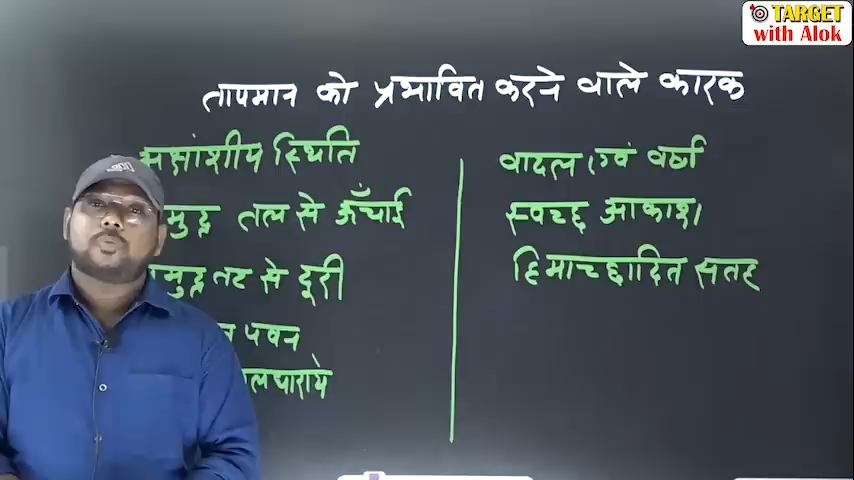 TARGET
with Alok
तापमान को प्रभावित करने वाले कारक
अक्षांशीय स्थिति
समुद्र तल से ऊँचाई
समुद्र तट से दूरी
पवन
जलधाराये
बादल एवं वर्षा
स्वच्छ आकाश
हिमाच्छादित सतह